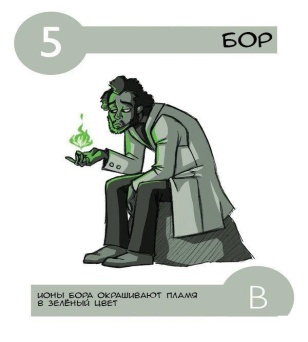 5
БОР
ИОНЫ БОРА ОКРАШИВАЮТ ПЛАМЯ
В ЗЕЛЁНЫЙ ЦВЕТ
B